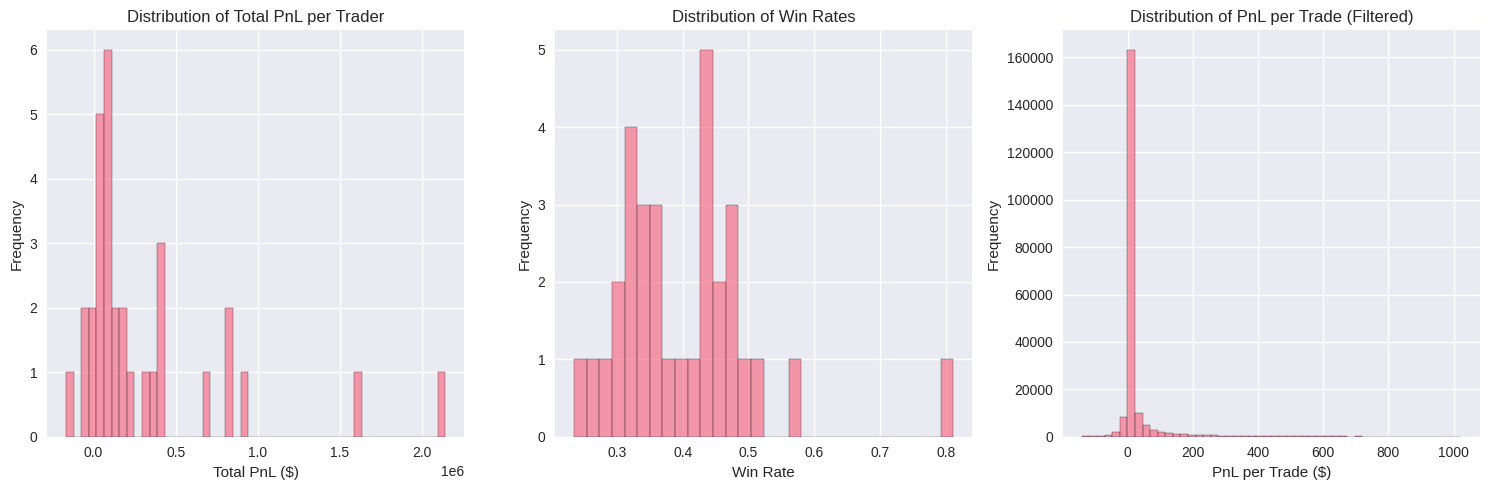 Distribution of Total PnL per Trader
Frequency
6
5
4
3
2
1
0
0.0 0.5 1.0 1.5 2.0
1e6
Total PnL ($)
Distribution of Win Rates
Frequency
5
4
3
2
1
0
0.3 0.4 0.5 0.6 0.7 0.8
Win Rate
Distribution of PnL per Trade (Filtered)
Frequency
160000
140000
120000
100000
80000
60000
40000
20000
0
0 200 400 600 800 1000
PnL per Trade ($)